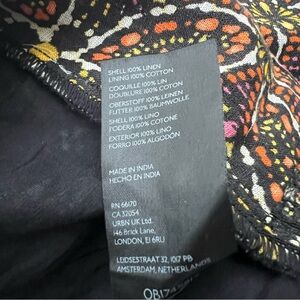 SHELL 100% LINEN
LINING 100% COTTON
COQUILLE 100% LIN
DOUBLURE 100% COTON
OBERSTOFF 100% LEINEN
FUTTER 100% BAUMWOLLE
SHELL 100% LINO
FODERA 100% COTONE
EXTERIOR 100% LINO
FORRO 100% ALGODÓN
MADE IN INDIA
HECHO EN INDIA
RN 66170
CA 32054
URBN UK Ltd.
146 Brick Lane,
LONDON, E1 6RU
LEIDSESTRAAT 32, 1017 PB
AMSTERDAM, NETHERLANDS